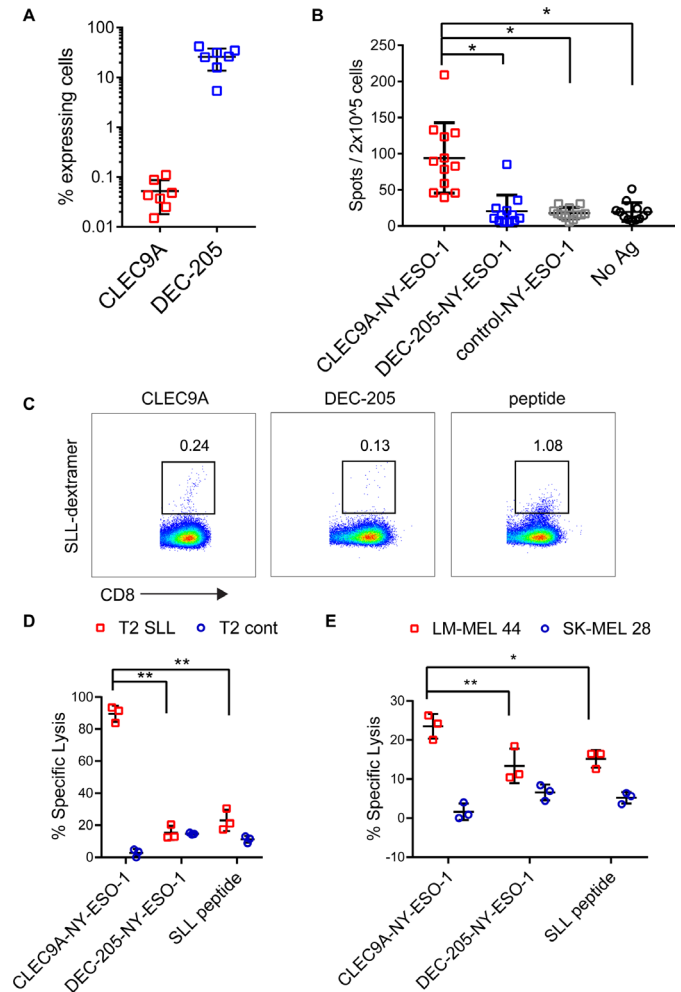 A
% expressing cells
100
10
1
0.1
0.01
CLEC9A
DEC-205
B
Spots / 2x10^5 cells
250
200
150
100
50
0
*
*
*
CLEC9A-NY-ESO-1
DEC-205-NY-ESO-1
control-NY-ESO-1
No Ag
C
CLEC9A
DEC-205
peptide
SLL-dextramer
0.24
0.13
1.08
CD8
D
T2 SLL
T2 cont
% Specific Lysis
100
80
60
40
20
0
**
**
CLEC9A-NY-ESO-1
DEC-205-NY-ESO-1
SLL peptide
E
LM-MEL 44
SK-MEL 28
% Specific Lysis
30
20
10
0
-10
*
**
CLEC9A-NY-ESO-1
DEC-205-NY-ESO-1
SLL peptide